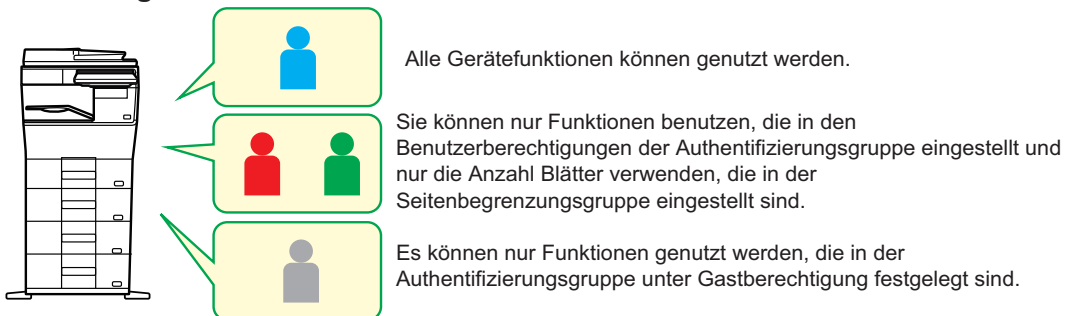 Alle Gerätefunktionen können genutzt werden.
Sie können nur Funktionen benutzen, die in den
Benutzerberechtigungen der Authentifizierungsgruppe eingestellt und
nur die Anzahl Blätter verwenden, die in der
Seitenbegrenzungsgruppe eingestellt sind.
Es können nur Funktionen genutzt werden, die in der
Authentifizierungsgruppe unter Gastberechtigung festgelegt sind.